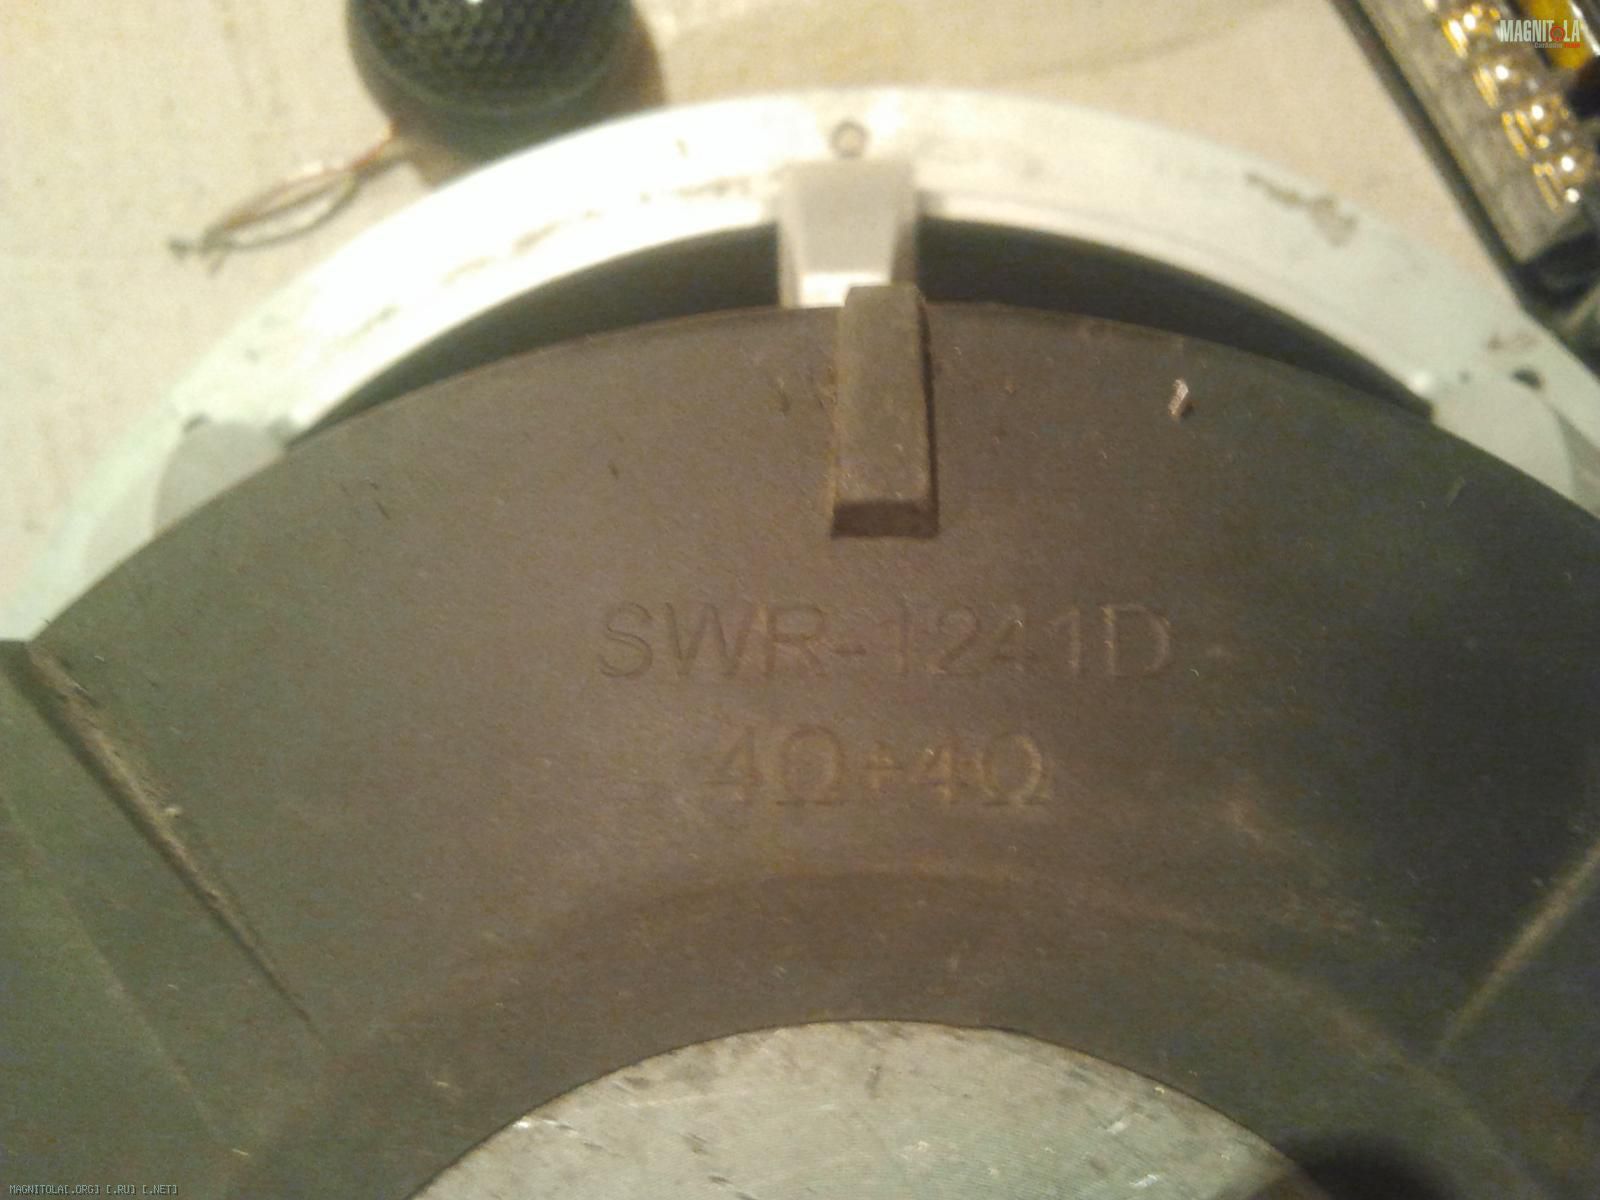 MAGNITOLA
SWR-1241D
4Ω+4Ω
MAGNITOLA[.ORG] [.RU] [.NET]